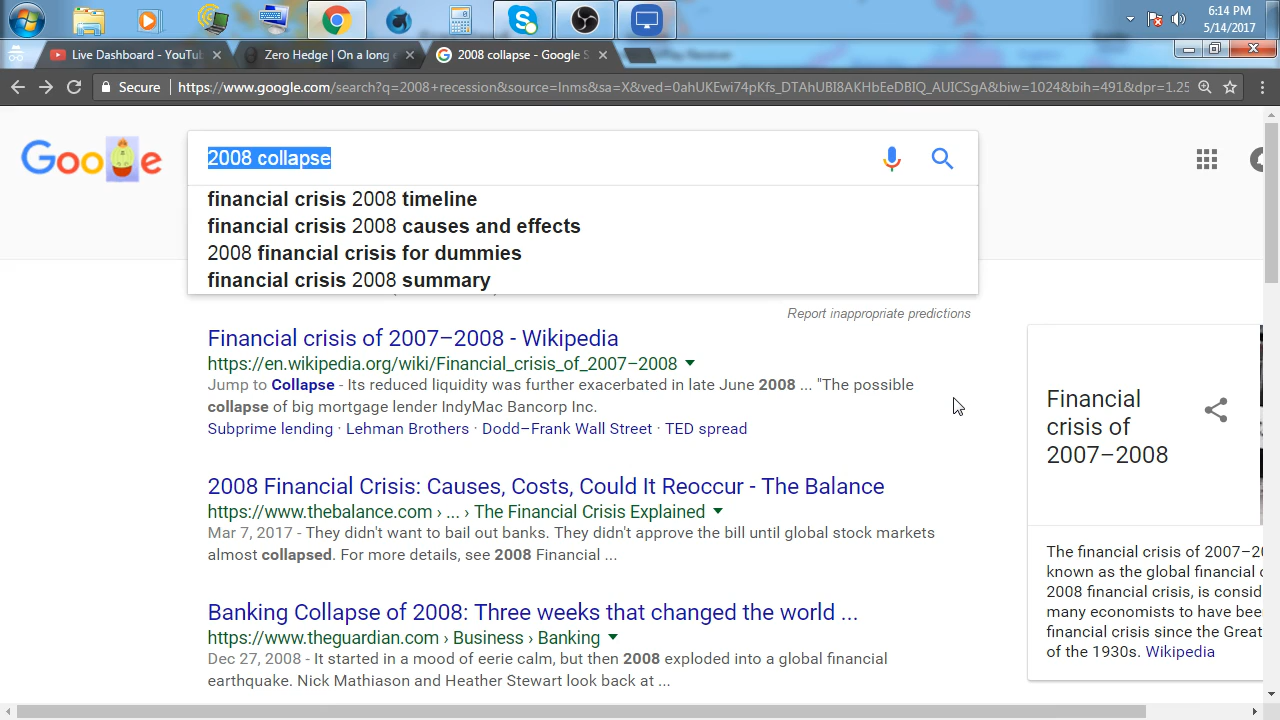 6:14 PM
5/14/2017
Live Dashboard - YouTu
Zero Hedge | On a long e
2008 collapse - Google S
Secure
https://www.google.com/search?q=2008+recession&source=lnms&sa=X&ved=0ahUKEwi74pKfs_DTAhUBI8AKHbEeDBIQ_AUICSgA&biw=1024&bih=491&dpr=1.25
Google
2008 collapse
financial crisis 2008 timeline
financial crisis 2008 causes and effects
2008 financial crisis for dummies
financial crisis 2008 summary
Report inappropriate predictions
Financial crisis of 2007–2008 - Wikipedia
https://en.wikipedia.org/wiki/Financial_crisis_of_2007–2008
Jump to Collapse - Its reduced liquidity was further exacerbated in late June 2008 ... "The possible
collapse of big mortgage lender IndyMac Bancorp Inc.
Subprime lending · Lehman Brothers · Dodd–Frank Wall Street · TED spread
2008 Financial Crisis: Causes, Costs, Could It Reoccur - The Balance
https://www.thebalance.com › ... › The Financial Crisis Explained
Mar 7, 2017 - They didn't want to bail out banks. They didn't approve the bill until global stock markets
almost collapsed. For more details, see 2008 Financial ...
Banking Collapse of 2008: Three weeks that changed the world ...
https://www.theguardian.com › Business › Banking
Dec 27, 2008 - It started in a mood of eerie calm, but then 2008 exploded into a global financial
earthquake. Nick Mathiason and Heather Stewart look back at ...
Financial
crisis of
2007–2008
The financial crisis of 2007–20
known as the global financial c
2008 financial crisis, is consid
many economists to have bee
financial crisis since the Great
of the 1930s. Wikipedia